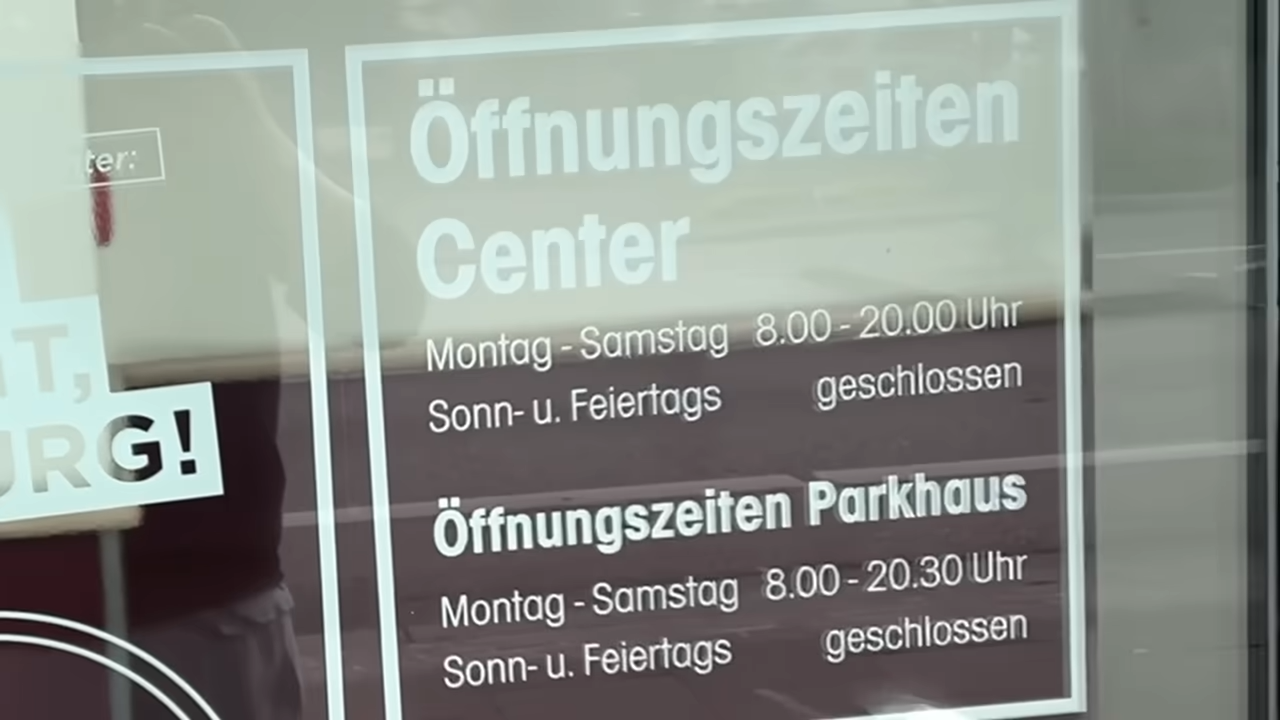 Öffnungszeiten
Center
Montag - Samstag 8.00 - 20.00 Uhr
Sonn- u. Feiertags geschlossen
Öffnungszeiten Parkhaus
Montag - Samstag 8.00 - 20.30 Uhr
Sonn- u. Feiertags geschlossen